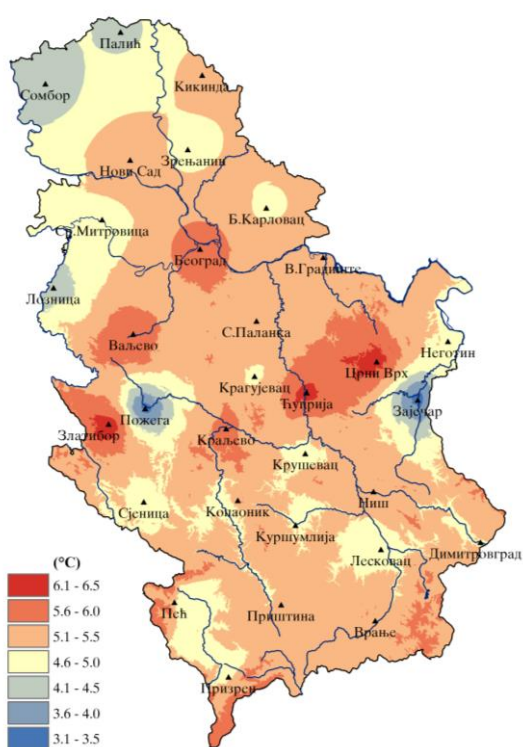 Палић
Сомбор
Кикинда
Зрењанин
Нови Сад
Б.Карловац
Ср.Митровица
Београд
В.Градиште
Лозница
С.Паланка
Ваљево
Неготин
Црни Врх
Крагујевац
Ћуприја
Зајечар
Пожега
Златибор
Краљево
Крушевац
Сјеница
Копаоник
Ниш
Куршумлија
Димитровград
Лесковац
(°C)
6.1 - 6.5
5.6 - 6.0
5.1 - 5.5
4.6 - 5.0
4.1 - 4.5
3.6 - 4.0
3.1 - 3.5
Пећ
Приштина
Врање
Призрен